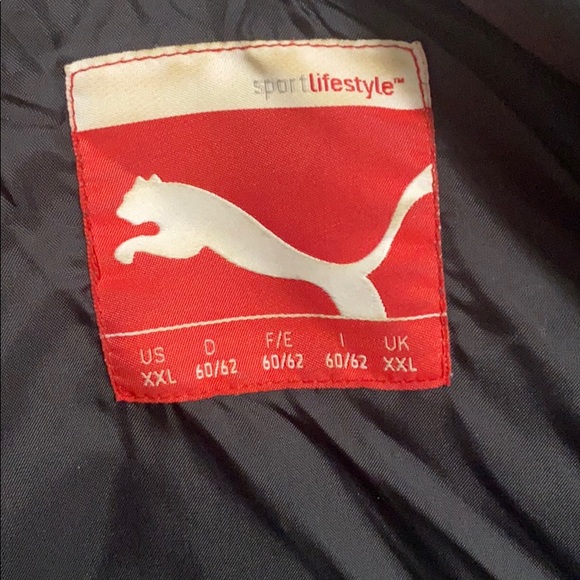 sportlifestyle™
US D F/E I UK
XXL 60/62 60/62 60/62 XXL